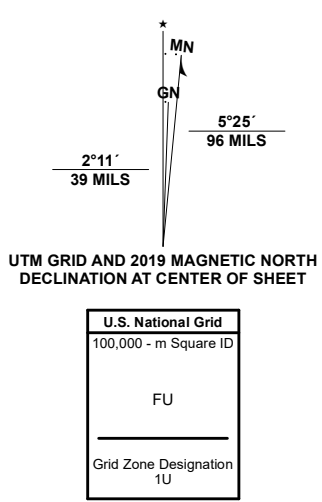 ★
MN
GN
5°25´
96 MILS
2°11´
39 MILS
UTM GRID AND 2019 MAGNETIC NORTH
DECLINATION AT CENTER OF SHEET
U.S. National Grid
100,000 - m Square ID
FU
Grid Zone Designation
1U